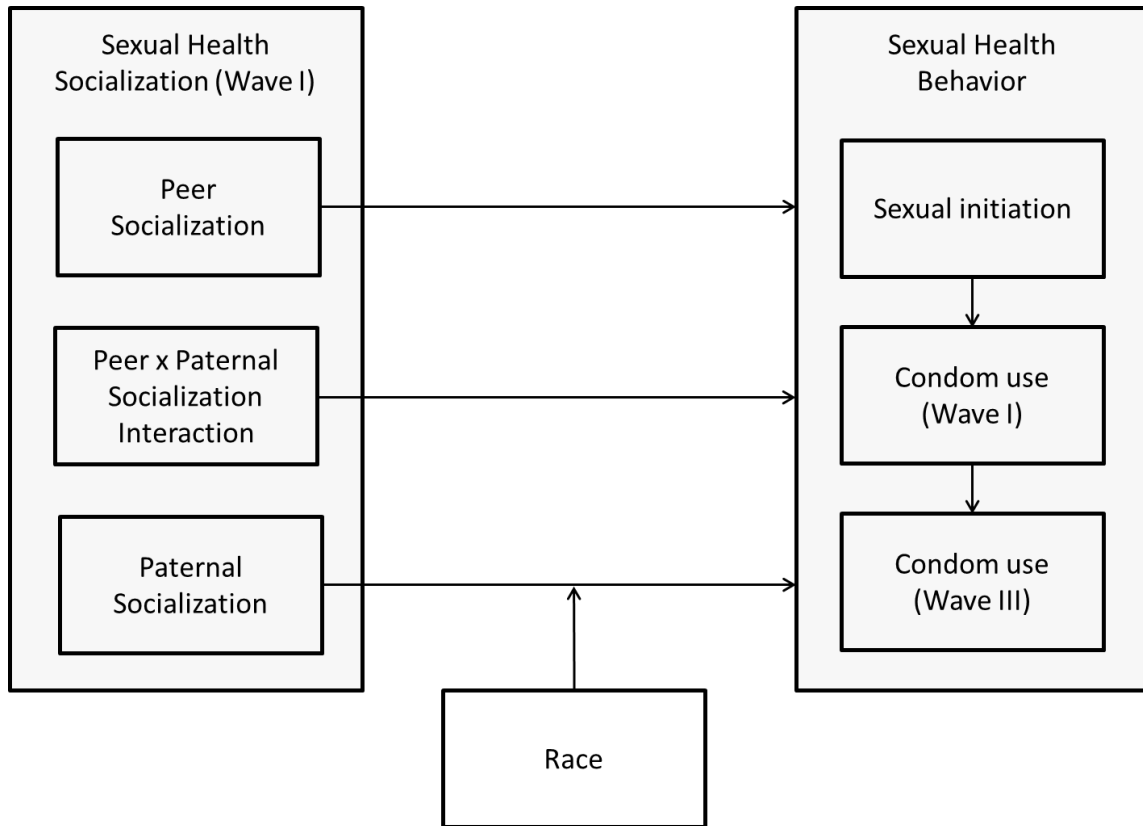 Sexual Health
Socialization (Wave I)
Peer
Socialization
Peer x Paternal
Socialization
Interaction
Paternal
Socialization
Sexual Health
Behavior
Sexual initiation
Condom use
(Wave I)
Condom use
(Wave III)
Race